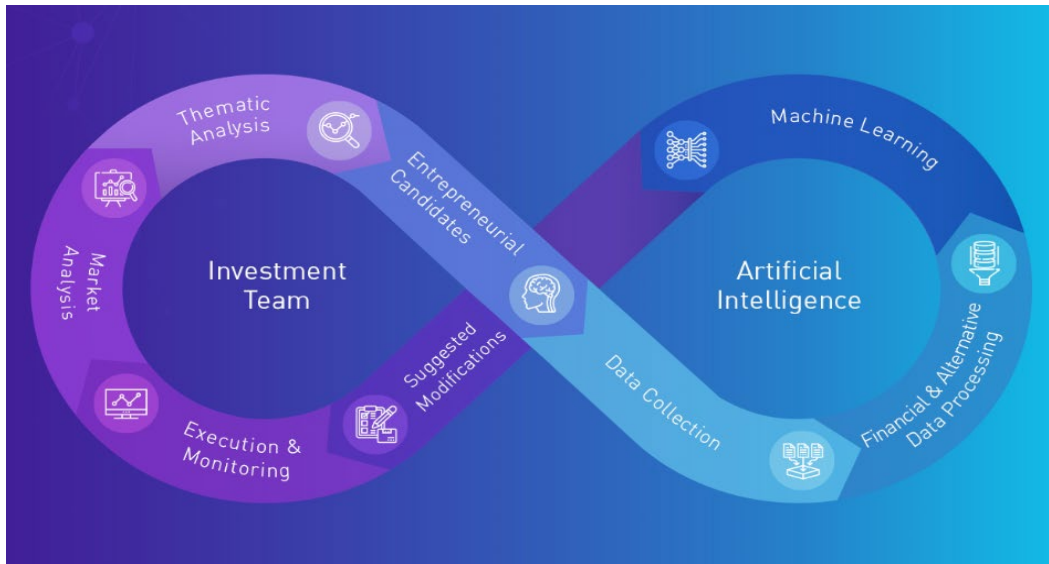 Thematic
Analysis
Entrepreneurial
Candidates
Machine Learning
Market
Analysis
Investment
Team
Artificial
Intelligence
Suggested
Modifications
Data Collection
Financial & Alternative
Data Processing
Execution &
Monitoring